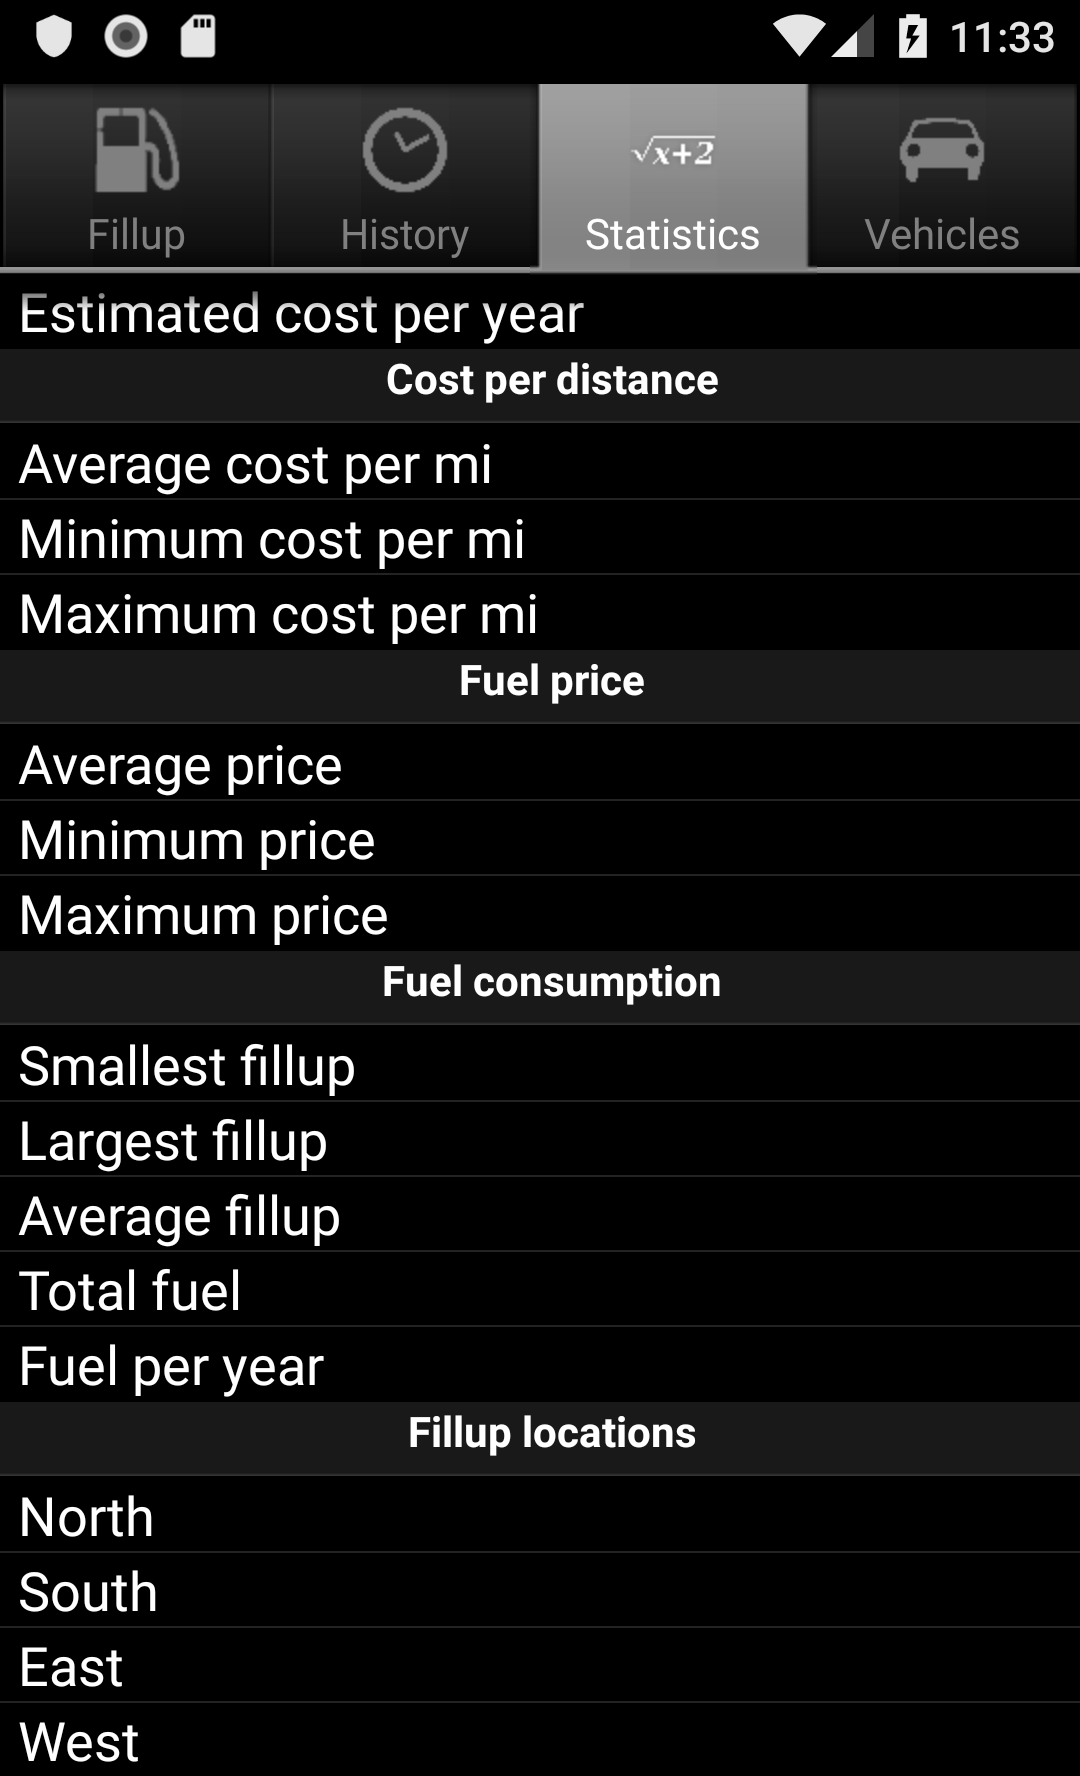 11:33
√x+2
Fillup History Statistics Vehicles
Estimated cost per year
Cost per distance
Average cost per mi
Minimum cost per mi
Maximum cost per mi
Fuel price
Average price
Minimum price
Maximum price
Fuel consumption
Smallest fillup
Largest fillup
Average fillup
Total fuel
Fuel per year
Fillup locations
North
South
East
West